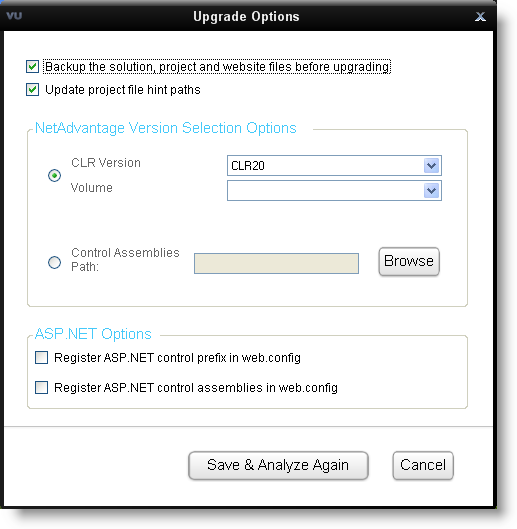 VU
Upgrade Options
X
Backup the solution, project and website files before upgrading
Update project file hint paths
NetAdvantage Version Selection Options
CLR Version
CLR20
Volume
Control Assemblies
Path:
Browse
ASP.NET Options
Register ASP.NET control prefix in web.config
Register ASP.NET control assemblies in web.config
Save & Analyze Again
Cancel